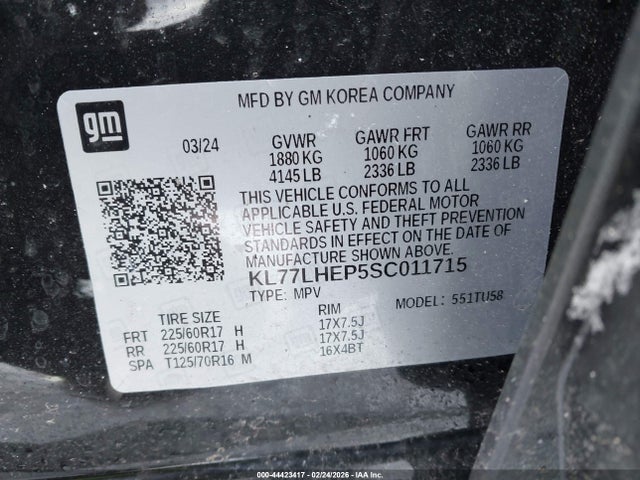 MFD BY GM KOREA COMPANY
gm
03/24
GVWR GAWR FRT GAWR RR
1880 KG 1060 KG 1060 KG
4145 LB 2336 LB 2336 LB
THIS VEHICLE CONFORMS TO ALL
APPLICABLE U.S. FEDERAL MOTOR
VEHICLE SAFETY AND THEFT PREVENTION
STANDARDS IN EFFECT ON THE DATE OF
MANUFACTURE SHOWN ABOVE.
KL77LHEP5SC011715
TYPE: MPV MODEL: 551TU58
TIRE SIZE RIM
FRT 225/60R17 H 17X7.5J
RR 225/60R17 H 17X7.5J
SPA T125/70R16 M 16X4BT
000-44423417 - 02/24/2026 - IAAI.COM